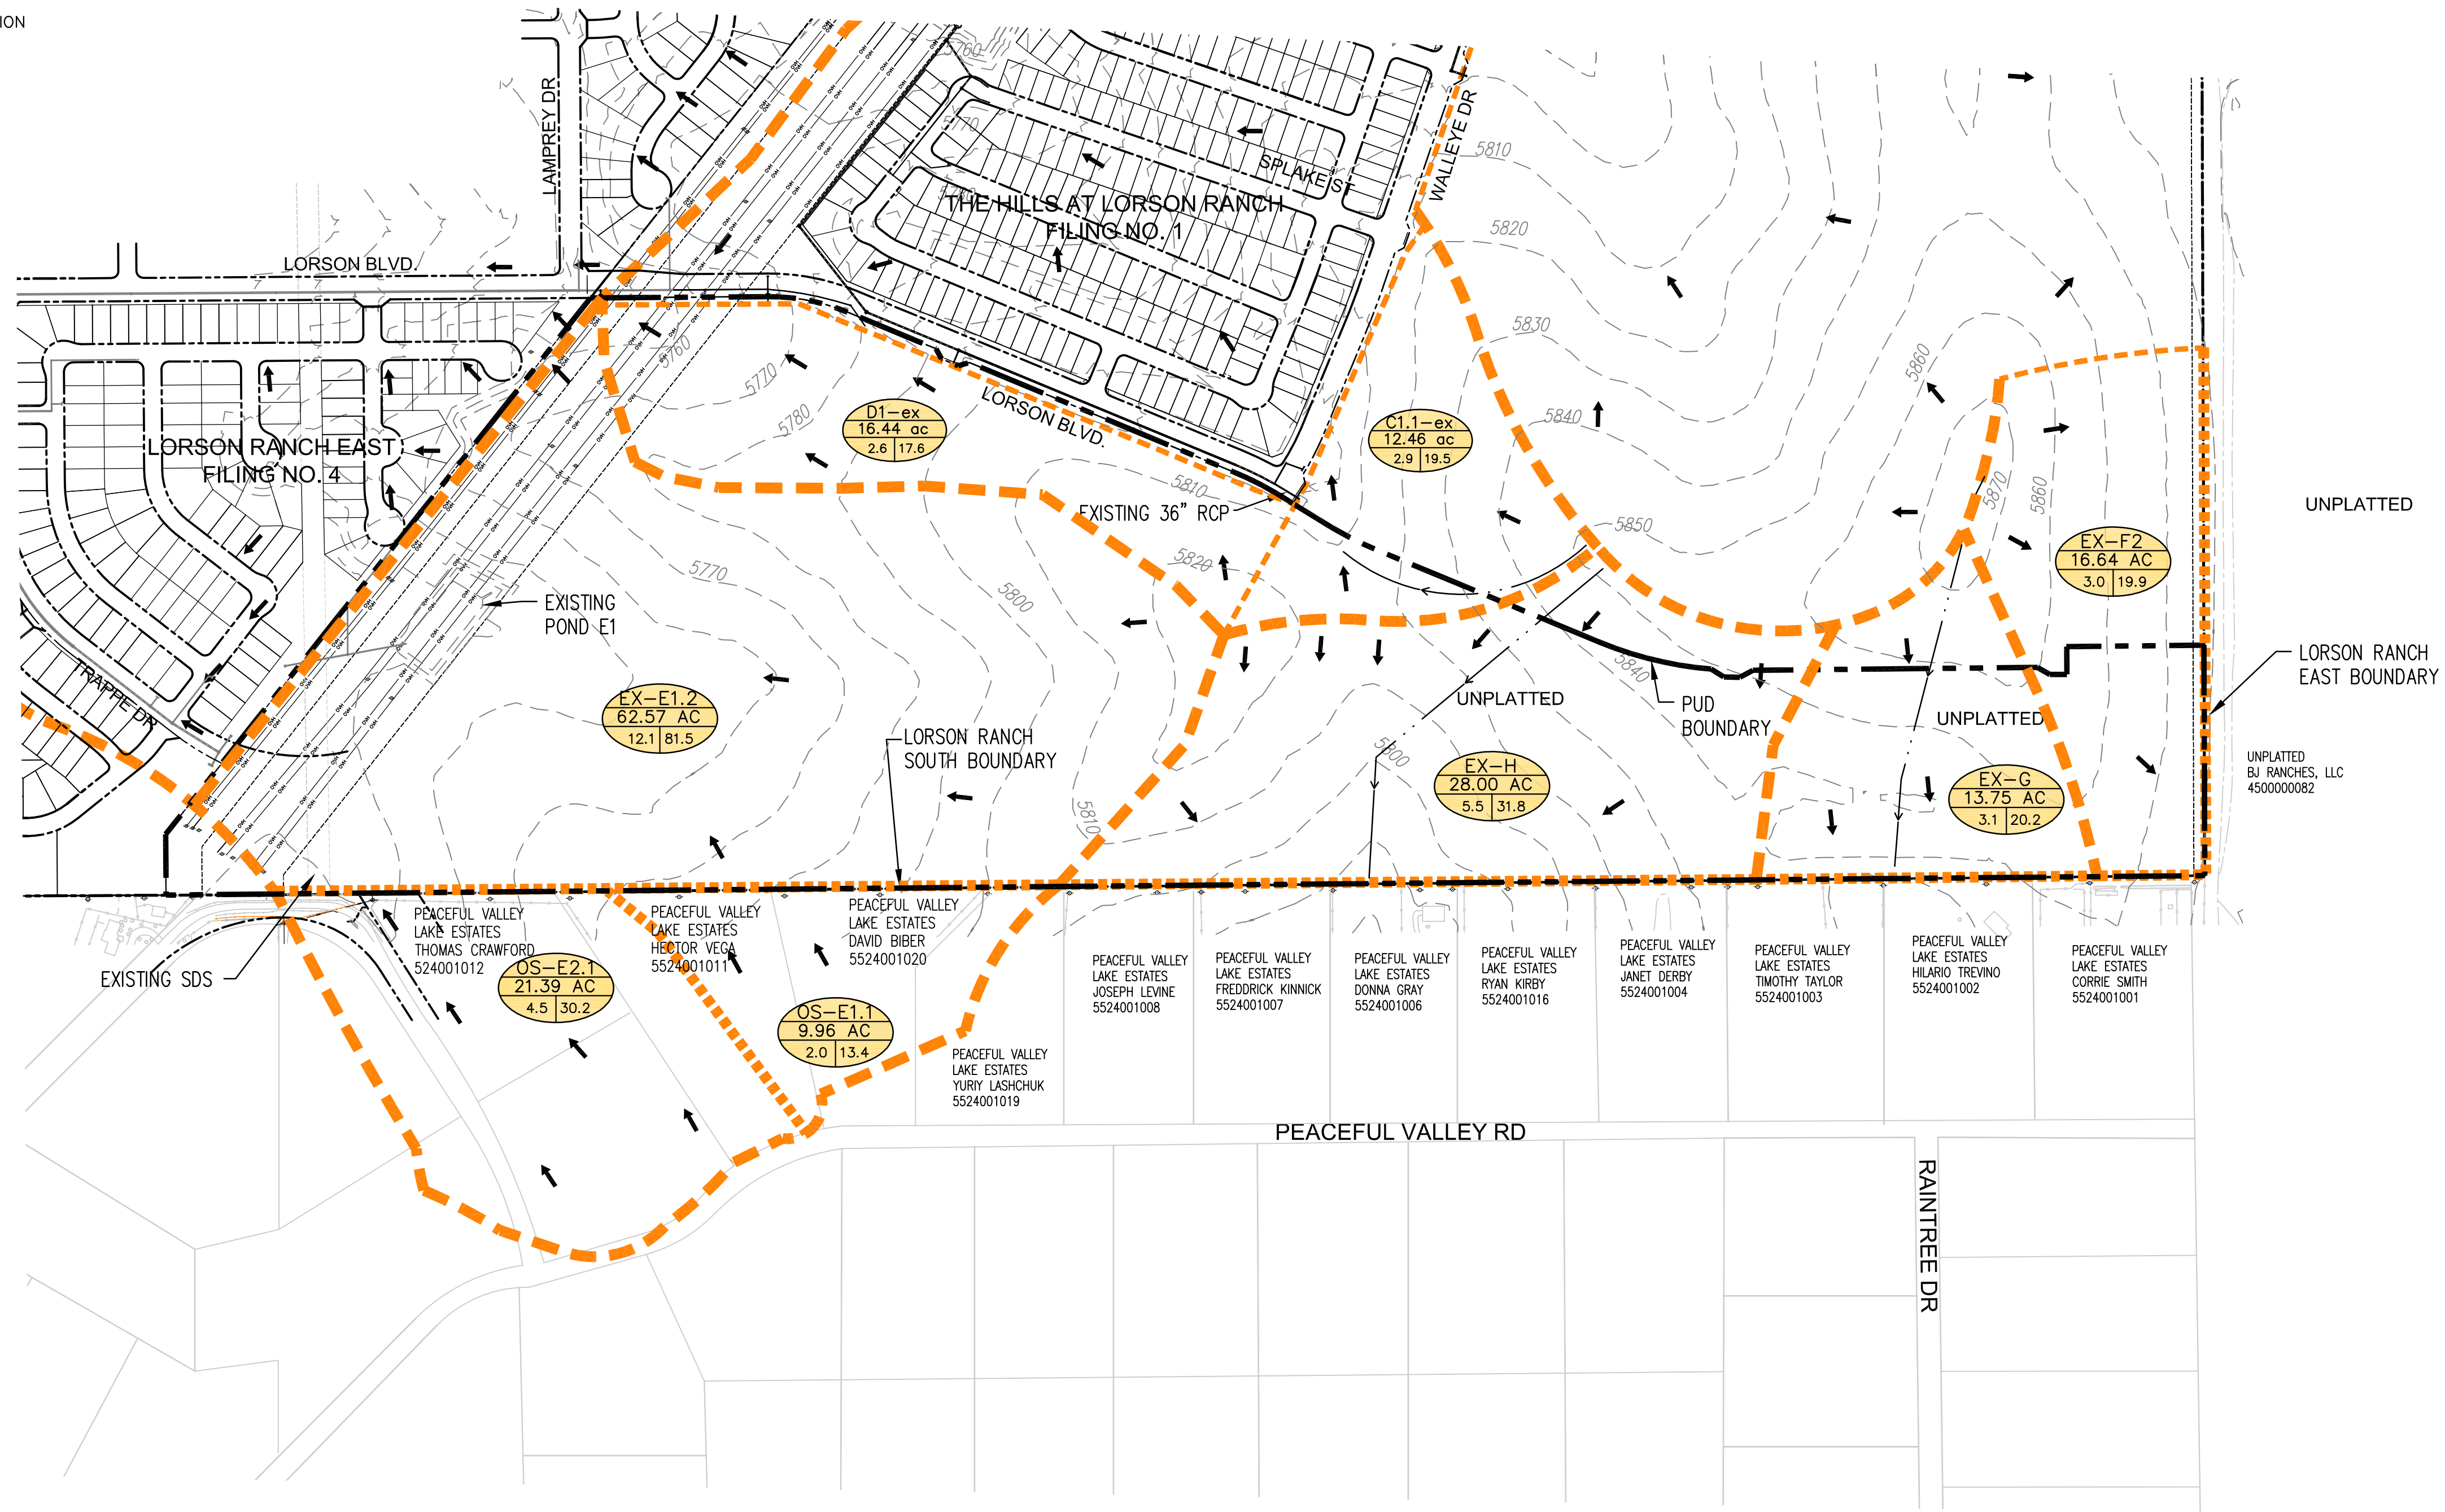 ION
LAMPREY DR
LORSON BLVD.
5760
5770
SPLAKE ST
WALLEYE DR
THE HILLS AT LORSON RANCH
FILING NO. 1
5810
5820
5830
5840
5850
5860
5870
5860
5760
5770
5780
D1-ex
16.44 ac
2.6 17.6
LORSON BLVD.
C1.1-ex
12.46 ac
2.9 19.5
LORSON RANCH EAST
FILING NO. 4
5810
EXISTING 36" RCP
5820
UNPLATTED
EX-F2
16.64 AC
3.0 19.9
EXISTING
POND E1
5770
5800
TRAPPE DR
EX-E1.2
62.57 AC
12.1 81.5
LORSON RANCH
SOUTH BOUNDARY
5810
UNPLATTED
5840
5800
PUD
BOUNDARY
UNPLATTED
LORSON RANCH
EAST BOUNDARY
EX-H
28.00 AC
5.5 31.8
EX-G
13.75 AC
3.1 20.2
UNPLATTED
BJ RANCHES, LLC
4500000082
EXISTING SDS
PEACEFUL VALLEY
LAKE ESTATES
THOMAS CRAWFORD
524001012
PEACEFUL VALLEY
LAKE ESTATES
HECTOR VEGA
5524001011
PEACEFUL VALLEY
LAKE ESTATES
DAVID BIBER
5524001020
OS-E2.1
21.39 AC
4.5 30.2
OS-E1.1
9.96 AC
2.0 13.4
PEACEFUL VALLEY
LAKE ESTATES
YURIY LASHCHUK
5524001019
PEACEFUL VALLEY
LAKE ESTATES
JOSEPH LEVINE
5524001008
PEACEFUL VALLEY
LAKE ESTATES
FREDDRICK KINNICK
5524001007
PEACEFUL VALLEY
LAKE ESTATES
DONNA GRAY
5524001006
PEACEFUL VALLEY
LAKE ESTATES
RYAN KIRBY
5524001016
PEACEFUL VALLEY
LAKE ESTATES
JANET DERBY
5524001004
PEACEFUL VALLEY
LAKE ESTATES
TIMOTHY TAYLOR
5524001003
PEACEFUL VALLEY
LAKE ESTATES
HILARIO TREVINO
5524001002
PEACEFUL VALLEY
LAKE ESTATES
CORRIE SMITH
5524001001
PEACEFUL VALLEY RD
RAINTREE DR